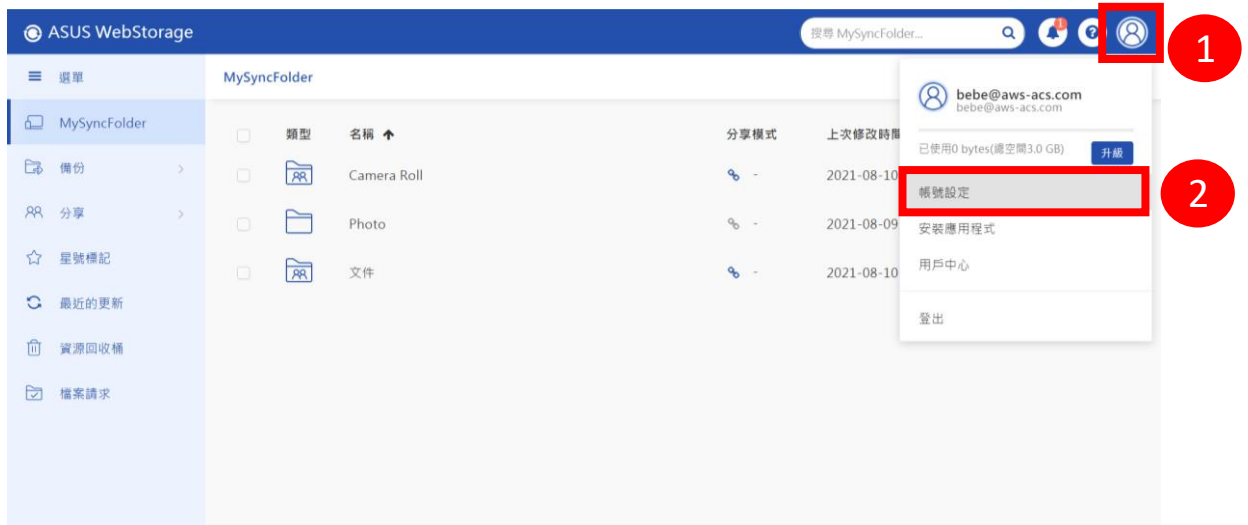 ASUS WebStorage
搜尋 MySyncFolder...
1
1
選單
MySyncFolder
備份
分享
星號標記
最近的更新
資源回收桶
檔案請求
MySyncFolder
類型 名稱 分享模式 上次修改時間
Camera Roll - 2021-08-10
Photo - 2021-08-09
文件 - 2021-08-10
bebe@aws-acs.com
bebe@aws-acs.com
已使用0 bytes(總空間3.0 GB) 升級
帳號設定
2
安裝應用程式
用戶中心
登出